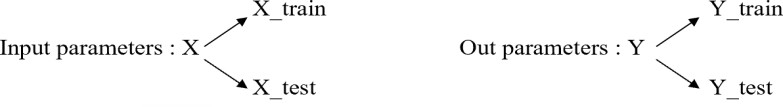 X_train
Y_train
Input parameters : X
Out parameters : Y
X_test
Y_test